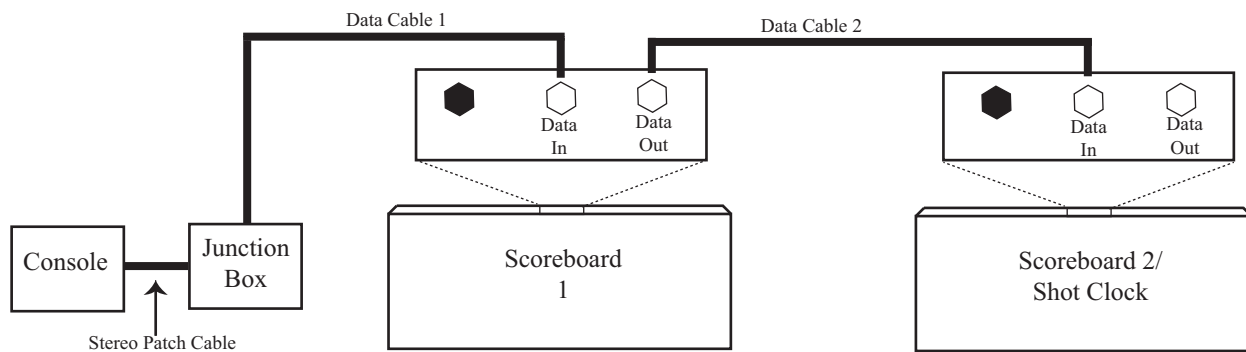 Data Cable 1
Data Cable 2
Data
In
Data
Out
Data
In
Data
Out
Console
Junction
Box
Scoreboard
1
Scoreboard 2/
Shot Clock
Stereo Patch Cable